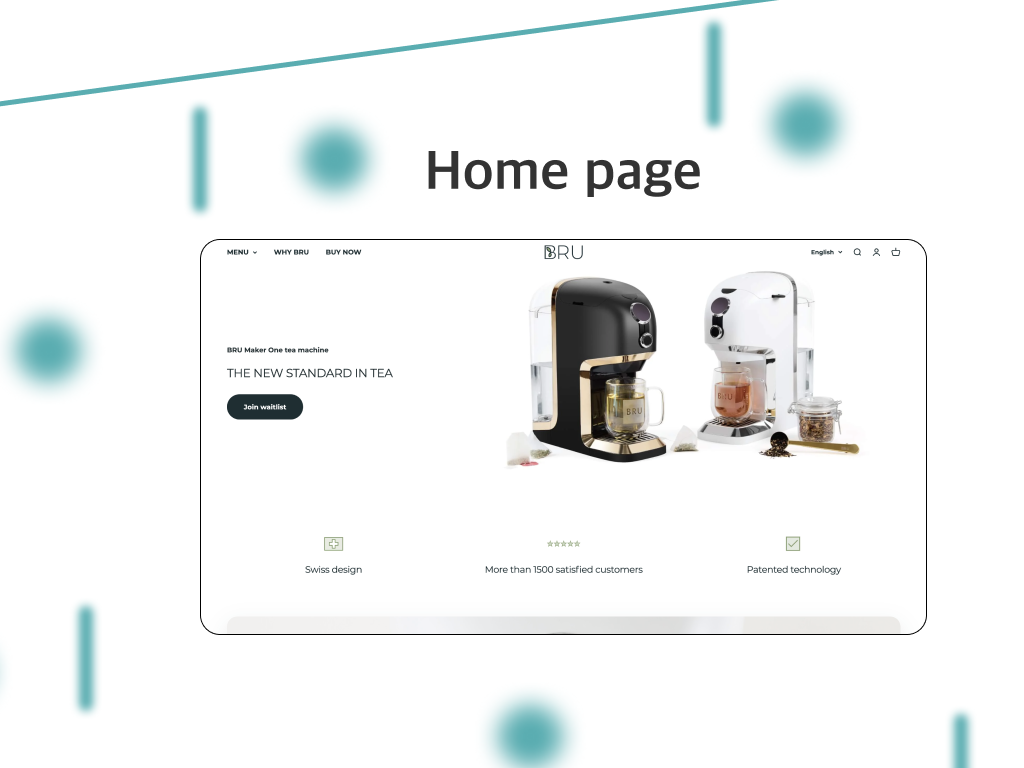 Home page
MENU WHY BRU BUY NOW BRU English
BRU Maker One tea machine
THE NEW STANDARD IN TEA
Join waitlist
BRU BRU
Swiss design More than 1500 satisfied customers Patented technology